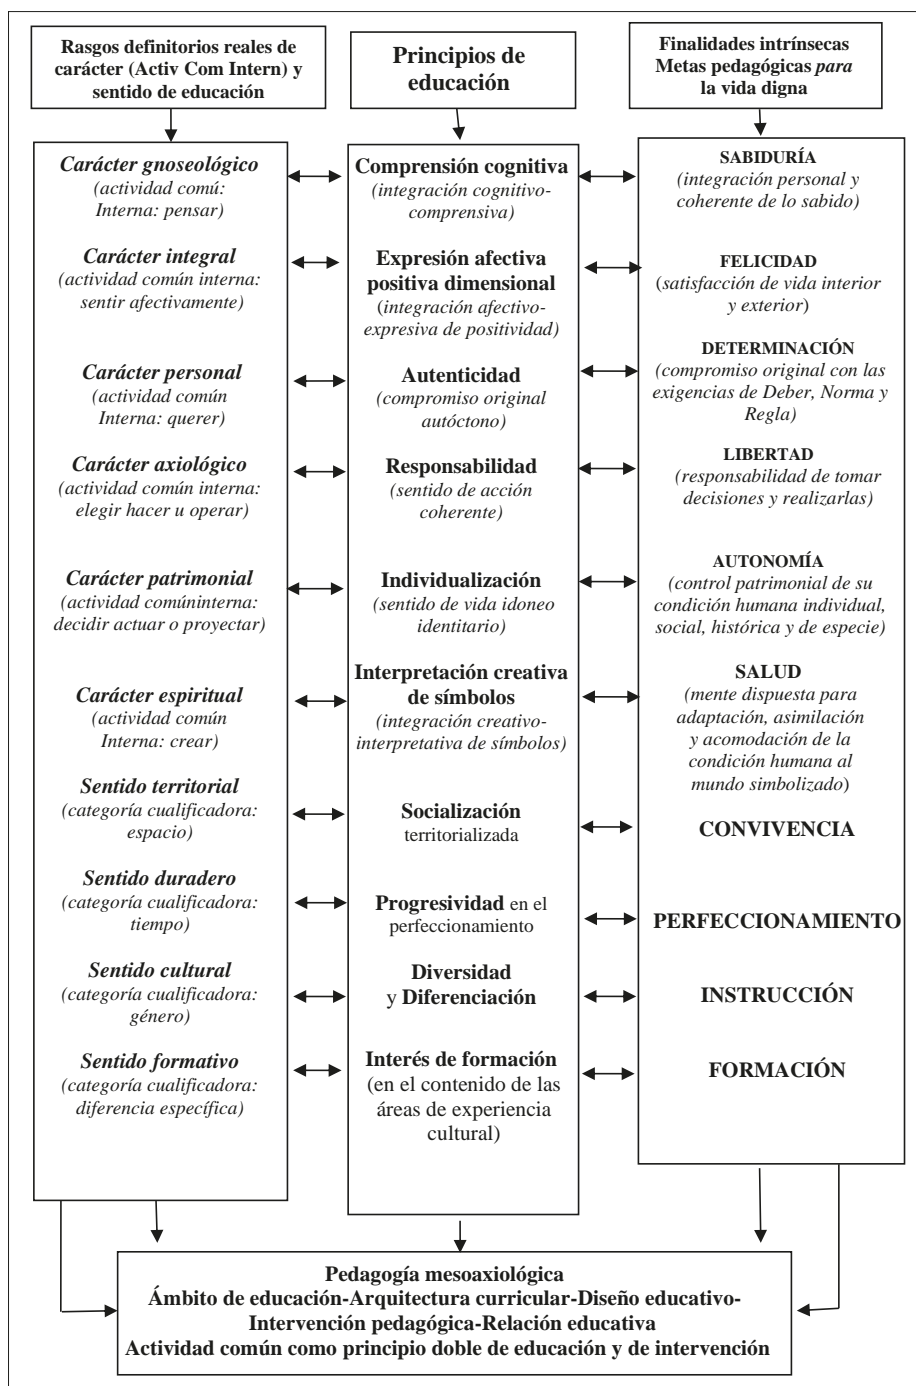 Rasgos definitorios reales de
carácter (Activ Com Intern) y
sentido de educación
Principios de
educación
Finalidades intrínsecas
Metas pedagógicas para
la vida digna
Carácter gnoseológico
(actividad comú:
Interna: pensar)
Carácter integral
(actividad común interna:
sentir afectivamente)
Carácter personal
(actividad común
Interna: querer)
Carácter axiológico
(actividad común interna:
elegir hacer u operar)
Carácter patrimonial
(actividad comúninterna:
decidir actuar o proyectar)
Carácter espiritual
(actividad común
Interna: crear)
Sentido territorial
(categoría cualificadora:
espacio)
Sentido duradero
(categoría cualificadora:
tiempo)
Sentido cultural
(categoría cualificadora:
género)
Sentido formativo
(categoría cualificadora:
diferencia específica)
Comprensión cognitiva
(integración cognitivo-
comprensiva)
Expresión afectiva
positiva dimensional
(integración afectivo-
expresiva de positividad)
Autenticidad
(compromiso original
autóctono)
Responsabilidad
(sentido de acción
coherente)
Individualización
(sentido de vida idoneo
identitario)
Interpretación creativa
de símbolos
(integración creativo-
interpretativa de símbolos)
Socialización
territorializada
Progresividad en el
perfeccionamiento
Diversidad
y Diferenciación
Interés de formación
(en el contenido de las
áreas de experiencia
cultural)
SABIDURÍA
(integración personal y
coherente de lo sabido)
FELICIDAD
(satisfacción de vida interior
y exterior)
DETERMINACIÓN
(compromiso original con las
exigencias de Deber, Norma y
Regla)
LIBERTAD
(responsabilidad de tomar
decisiones y realizarlas)
AUTONOMÍA
(control patrimonial de su
condición humana individual,
social, histórica y de especie)
SALUD
(mente dispuesta para
adaptación, asimilación
y acomodación de la
condición humana al
mundo simbolizado)
CONVIVENCIA
PERFECCIONAMIENTO
INSTRUCCIÓN
FORMACIÓN
Pedagogía mesoaxiológica
Ámbito de educación-Arquitectura curricular-Diseño educativo-
Intervención pedagógica-Relación educativa
Actividad común como principio doble de educación y de intervención